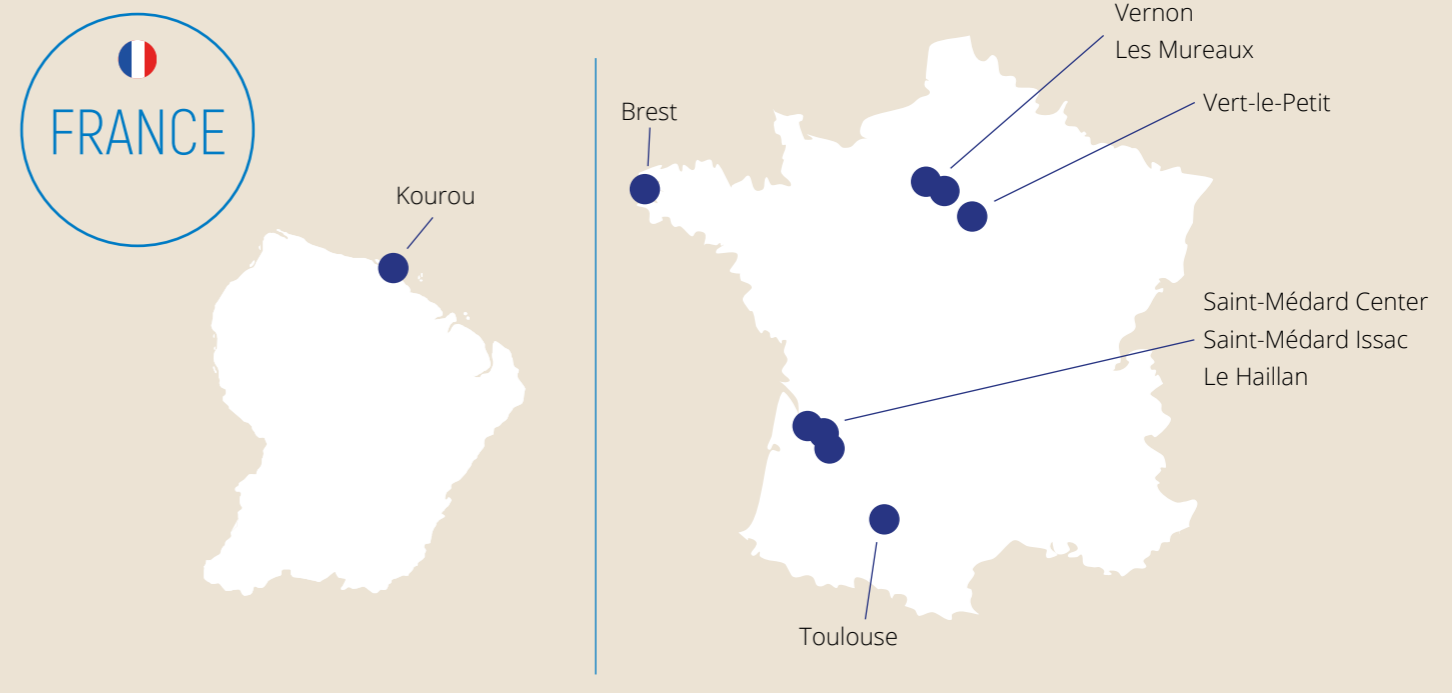 FRANCE
Kourou
Brest
Vernon
Les Mureaux
Vert-le-Petit
Saint-Médard Center
Saint-Médard Issac
Le Haillan
Toulouse